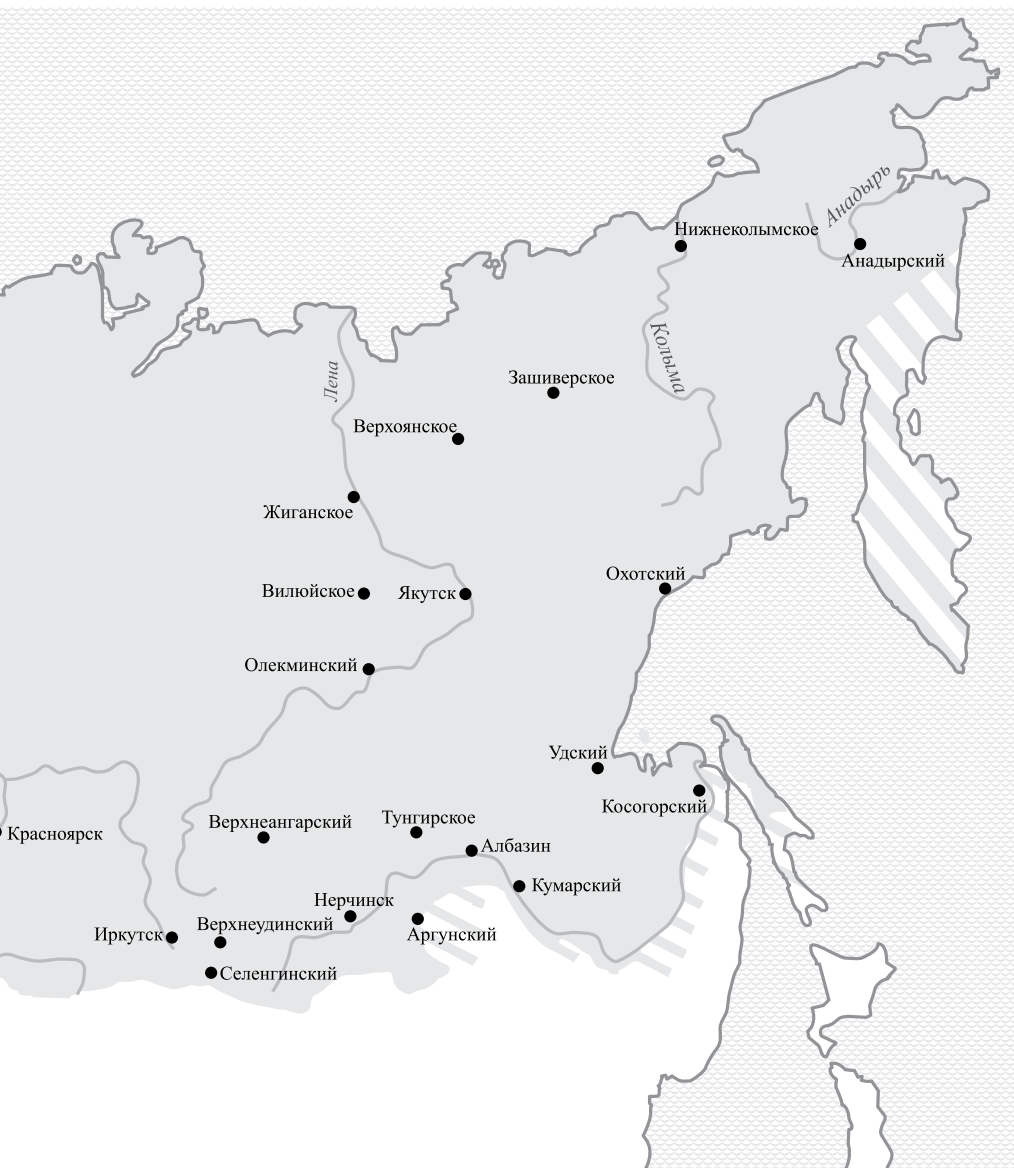 Анадырь
Нижнеколымское
Анадырский
Колыма
Лена
Зашиверское
Верхоянское
Жиганское
Охотский
Вилюйское
Якутск
Олекминский
Удский
Косогорский
Верхнеангарский
Тунгирское
Красноярск
Албазин
Кумарский
Нерчинск
Верхнеудинский
Иркутск
Аргунский
Селенгинский